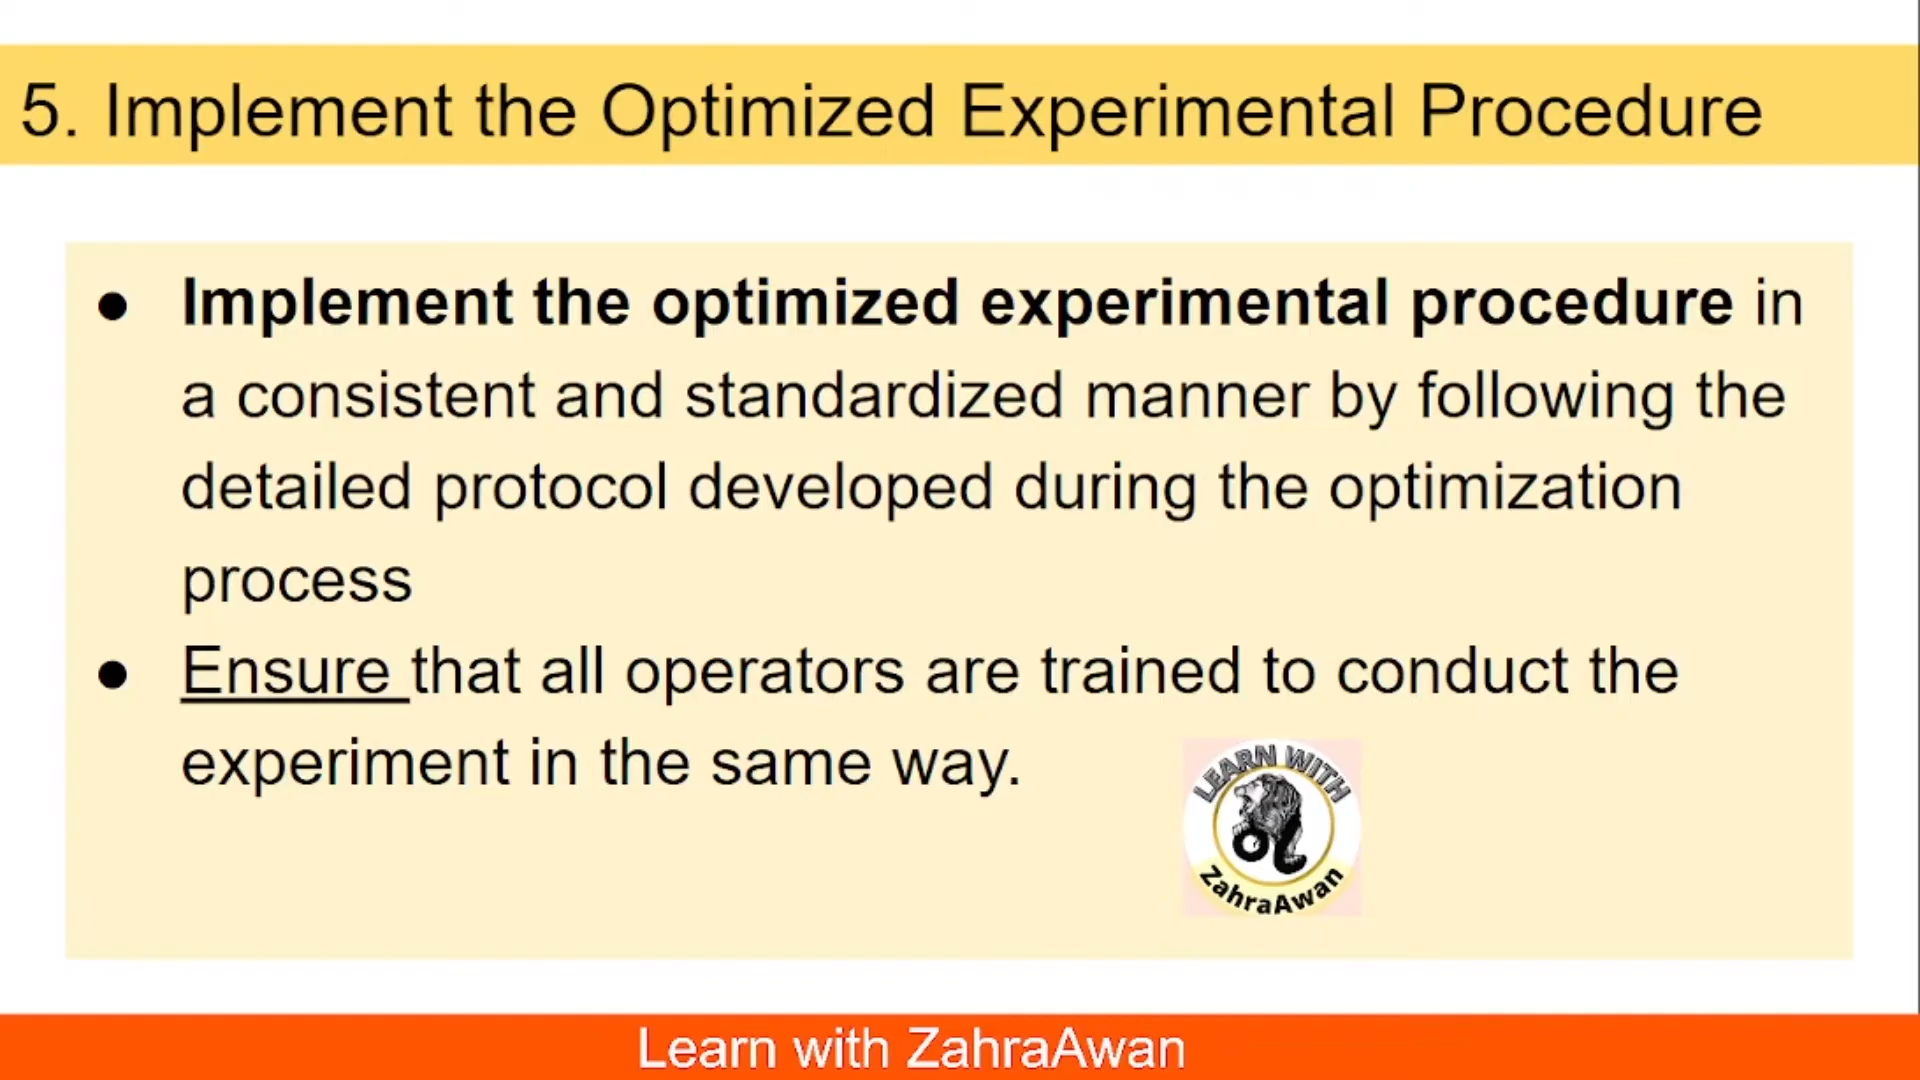 5. Implement the Optimized Experimental Procedure
● Implement the optimized experimental procedure in
a consistent and standardized manner by following the
detailed protocol developed during the optimization
process
● Ensure that all operators are trained to conduct the
experiment in the same way.
LEARN WITH
ZahraAwan
Learn with ZahraAwan